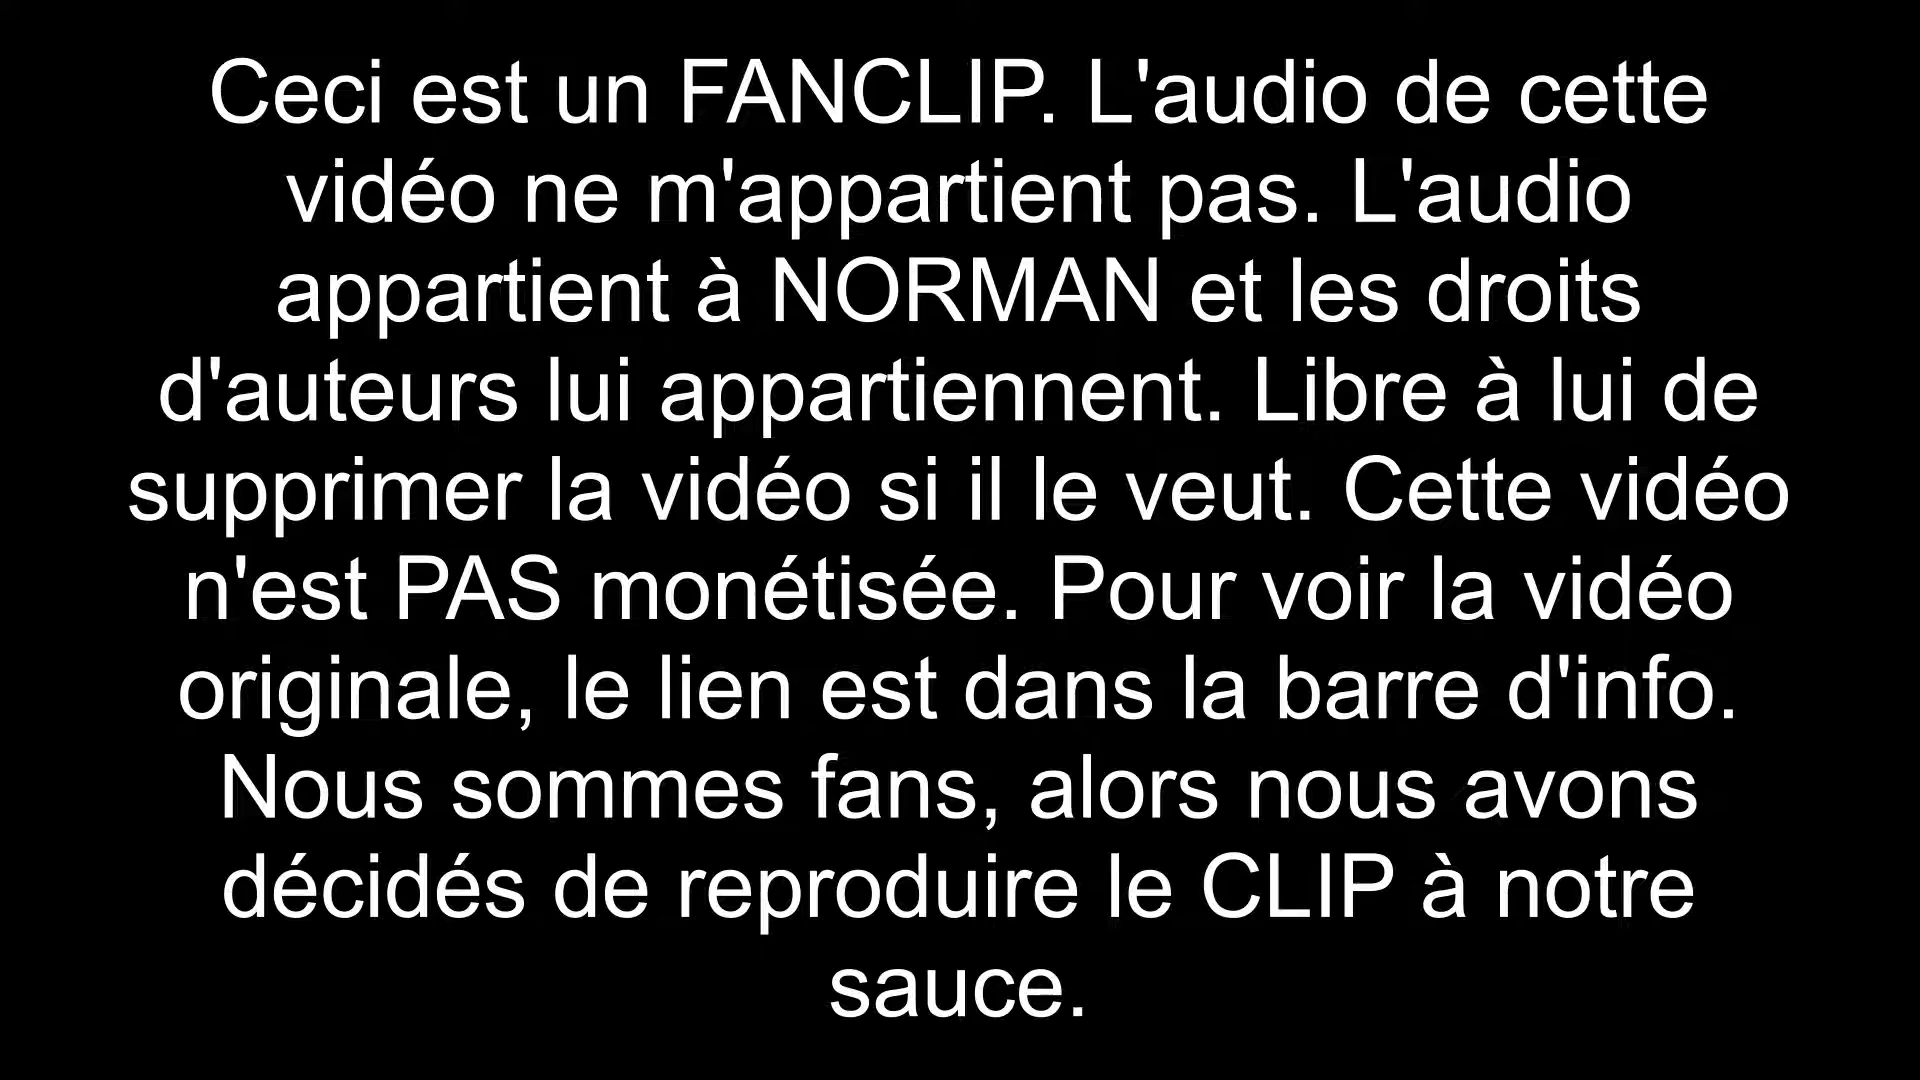 Ceci est un FANCLIP. L'audio de cette
vidéo ne m'appartient pas. L'audio
appartient à NORMAN et les droits
d'auteurs lui appartiennent. Libre à lui de
supprimer la vidéo si il le veut. Cette vidéo
n'est PAS monétisée. Pour voir la vidéo
originale, le lien est dans la barre d'info.
Nous sommes fans, alors nous avons
décidés de reproduire le CLIP à notre
sauce.